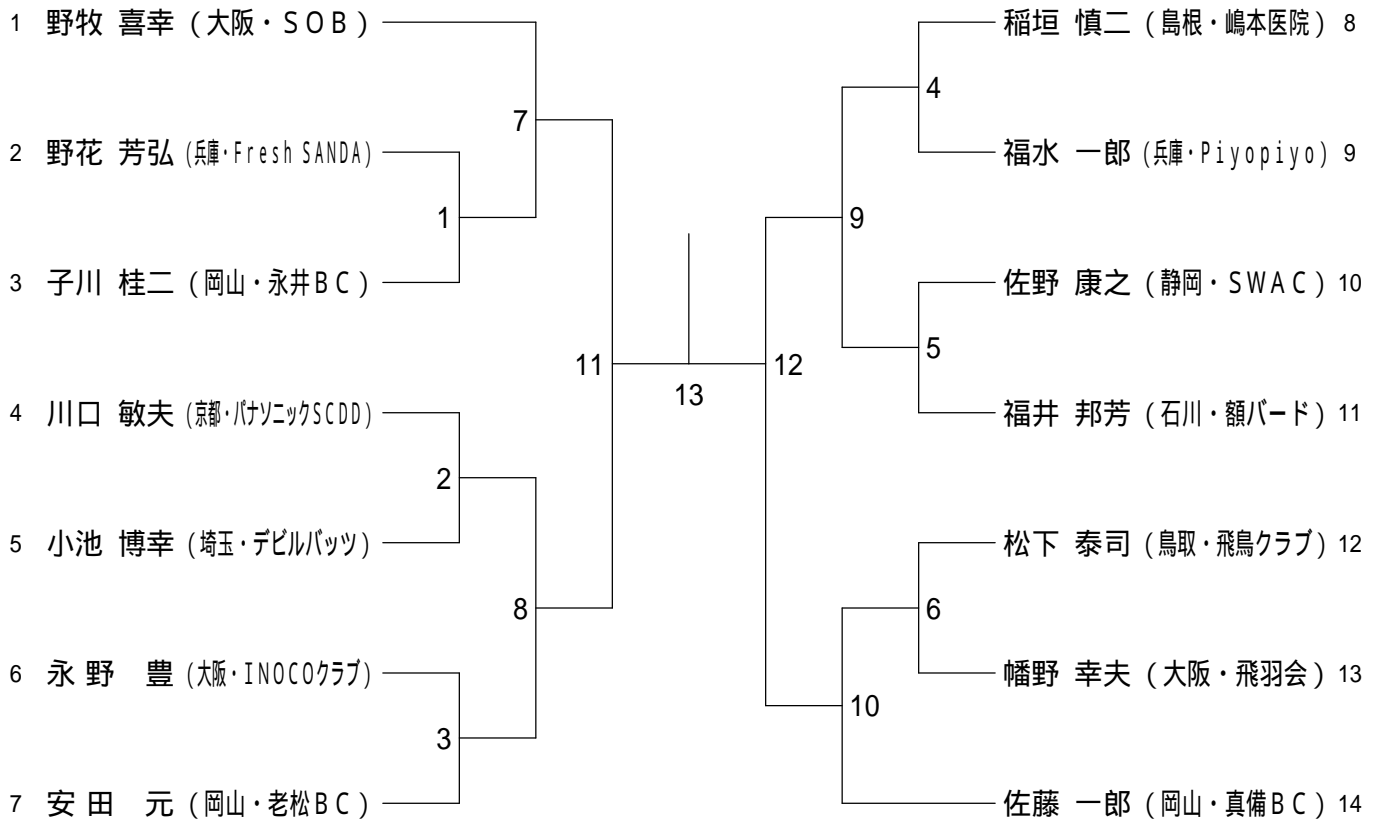 1 野牧 喜幸 (大阪・ＳＯＢ)
2 野花 芳弘 (兵庫・Fresh SANDA)
3 子川 桂二 (岡山・永井ＢＣ)
4 川口 敏夫 (京都・パナソニックSCDD)
5 小池 博幸 (埼玉・デビルバッツ)
6 永野 豊 (大阪・INOCOクラブ)
7 安田 元 (岡山・老松ＢＣ)
7
1
2
8
3
11
13
12
稲垣 慎二 (島根・嶋本医院) 8
福水 一郎 (兵庫・Piyopiyo) 9
佐野 康之 (静岡・ＳＷＡＣ) 10
福井 邦芳 (石川・額バード) 11
松下 泰司 (鳥取・飛鳥クラブ) 12
幡野 幸夫 (大阪・飛羽会) 13
佐藤 一郎 (岡山・真備ＢＣ) 14
4
9
5
6
10